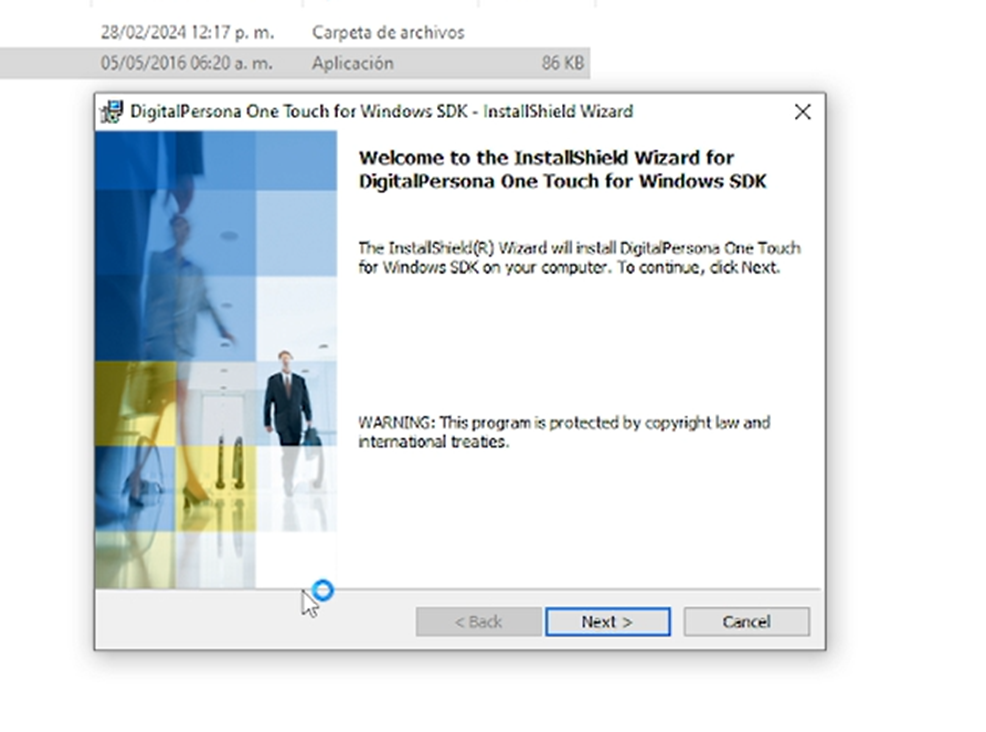 28/02/2024 12:17 p. m. Carpeta de archivos
05/05/2016 06:20 a. m. Aplicación 86 KB
DigitalPersona One Touch for Windows SDK - InstallShield Wizard
Welcome to the InstallShield Wizard for
DigitalPersona One Touch for Windows SDK
The InstallShield(R) Wizard will install DigitalPersona One Touch
for Windows SDK on your computer. To continue, click Next.
WARNING: This program is protected by copyright law and
international treaties.
< Back Next > Cancel